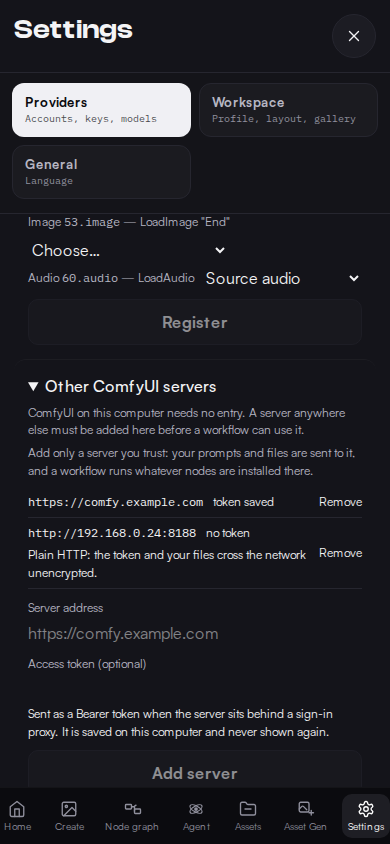 Settings
Providers
Accounts, keys, models
Workspace
Profile, layout, gallery
General
Language
Image 53.image — LoadImage "End"
Choose...
Audio 60.audio — LoadAudio Source audio
Register
▼ Other ComfyUI servers
ComfyUI on this computer needs no entry. A server anywhere
else must be added here before a workflow can use it.
Add only a server you trust: your prompts and files are sent to it,
and a workflow runs whatever nodes are installed there.
https://comfy.example.com token saved Remove
http://192.168.0.24:8188 no token
Plain HTTP: the token and your files cross the network
unencrypted.
Remove
Server address
https://comfy.example.com
Access token (optional)
Sent as a Bearer token when the server sits behind a sign-in
proxy. It is saved on this computer and never shown again.
Add server
Home
Create
Node graph
Agent
Assets
Asset Gen
Settings